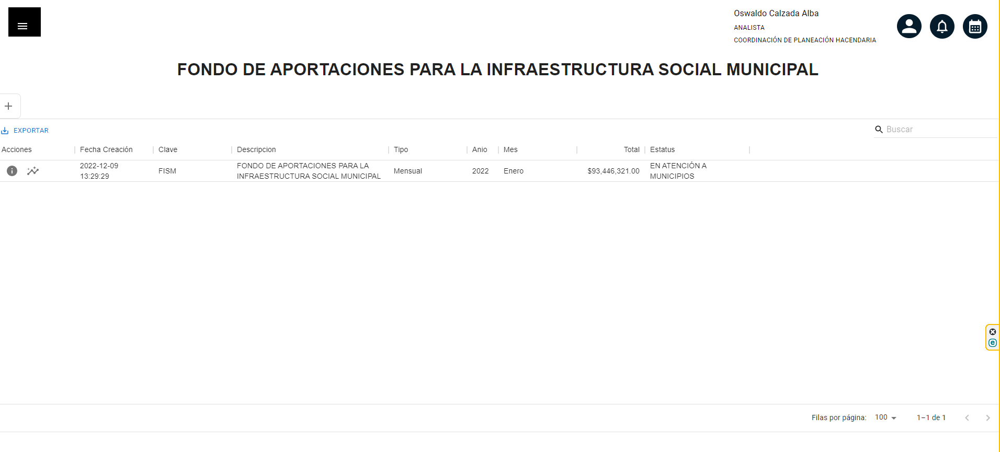 Oswaldo Calzada Alba
ANALISTA
COORDINACIÓN DE PLANEACIÓN HACENDARIA
FONDO DE APORTACIONES PARA LA INFRAESTRUCTURA SOCIAL MUNICIPAL
EXPORTAR
Buscar
Acciones Fecha Creación Clave Descripcion Tipo Anio Mes Total Estatus
2022-12-09 13:29:29 FISM FONDO DE APORTACIONES PARA LA INFRAESTRUCTURA SOCIAL MUNICIPAL Mensual 2022 Enero $93,446,321.00 EN ATENCIÓN A MUNICIPIOS
Filas por página: 100 1–1 de 1